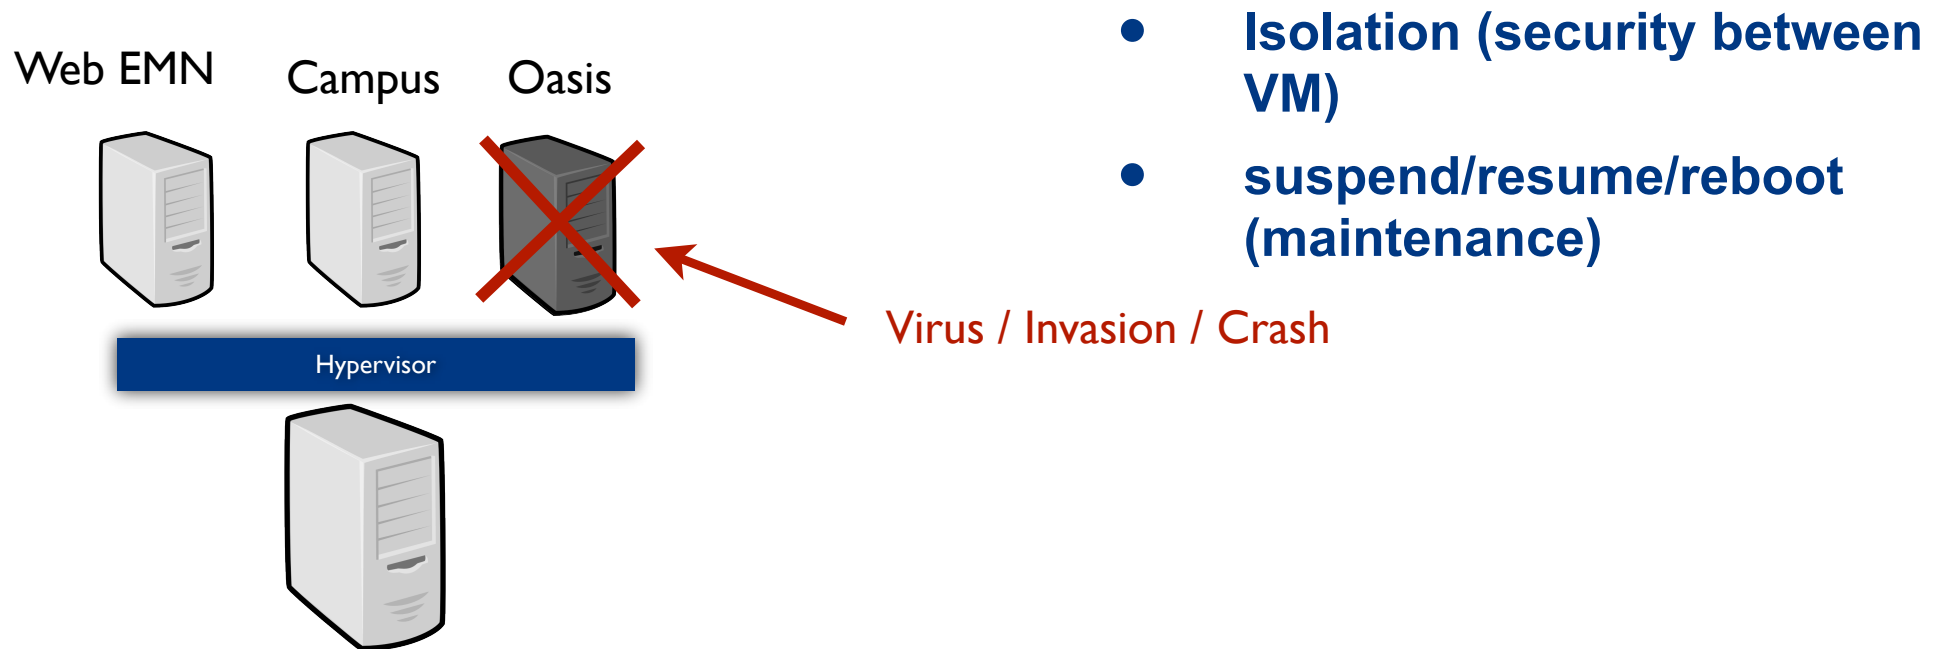 Web EMN
Campus
Oasis
Hypervisor
Virus / Invasion / Crash
• Isolation (security between
VM)
• suspend/resume/reboot
(maintenance)